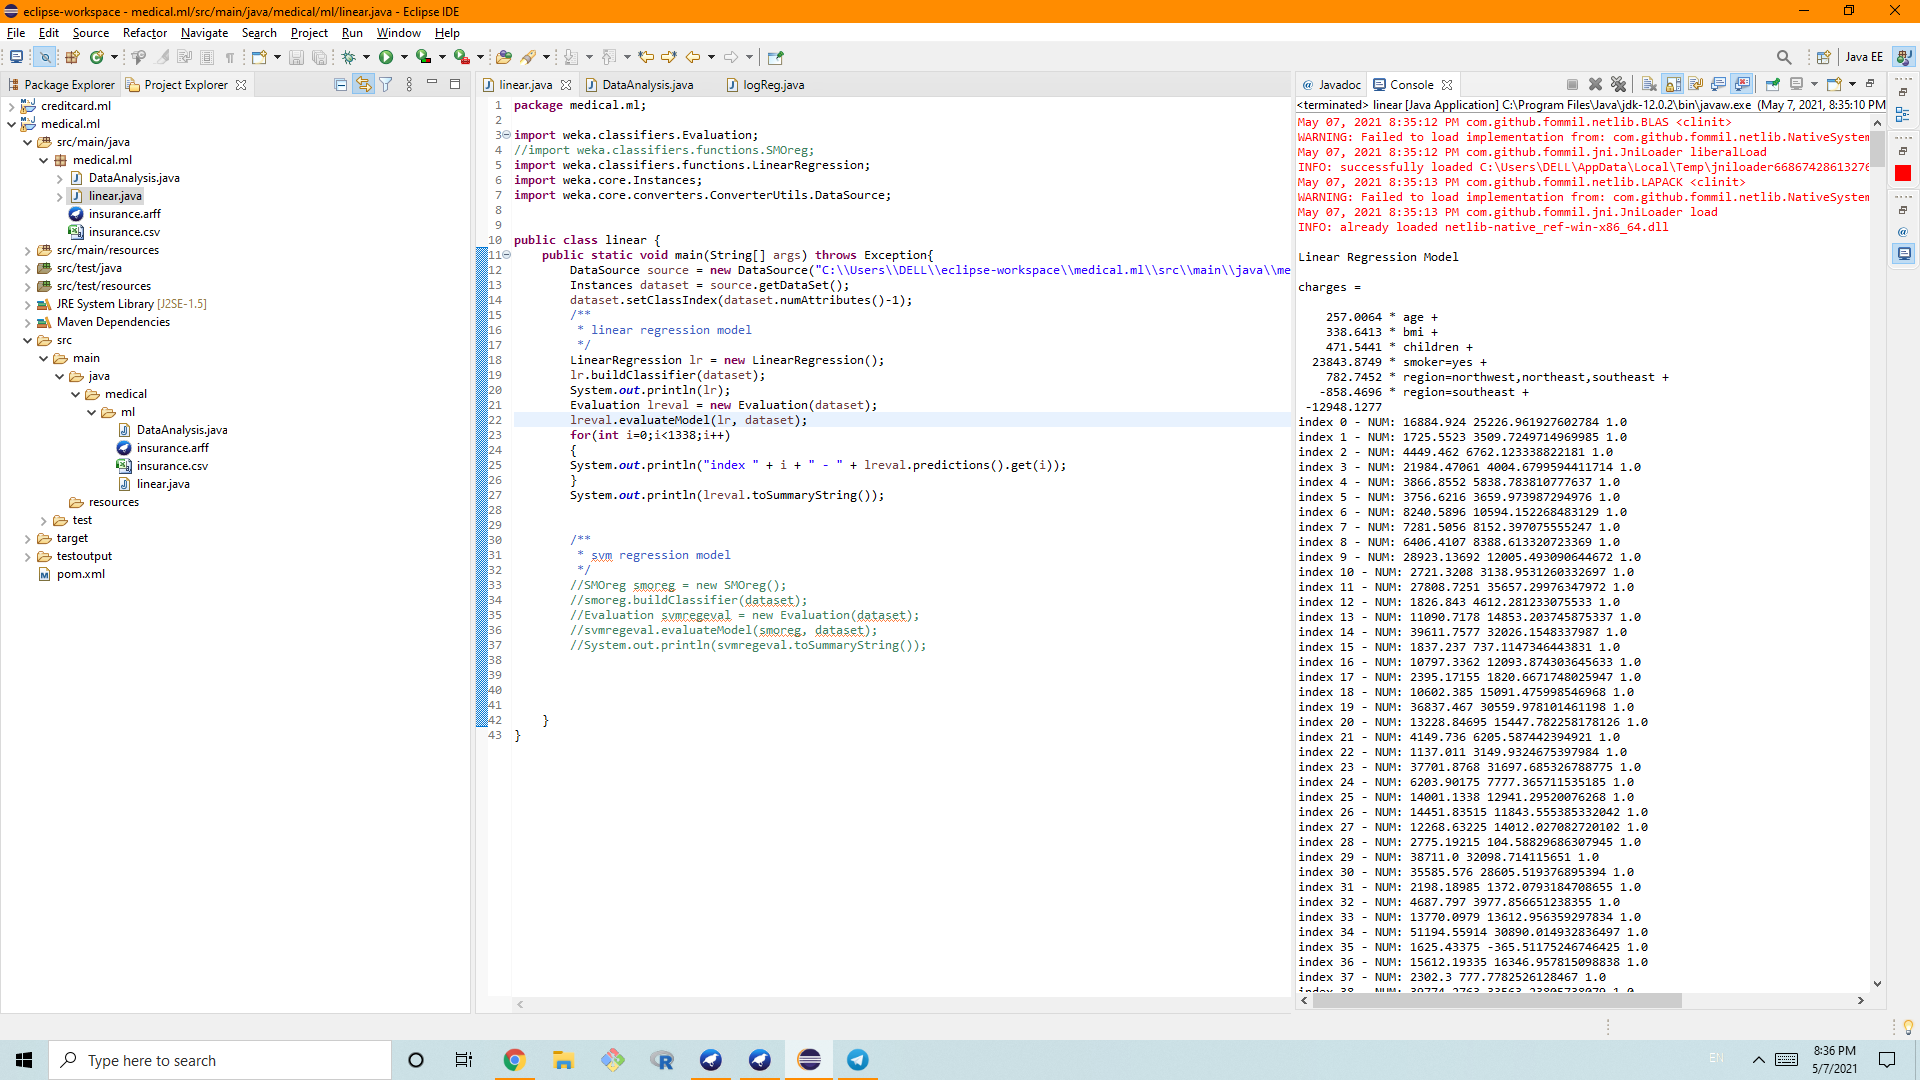 eclipse-workspace - medical.ml/src/main/java/medical/ml/linear.java - Eclipse IDE
File Edit Source Refactor Navigate Search Project Run Window Help
Java EE
Package Explorer Project Explorer
creditcard.ml
medical.ml
src/main/java
medical.ml
DataAnalysis.java
linear.java
insurance.arff
insurance.csv
src/main/resources
src/test/java
src/test/resources
JRE System Library [J2SE-1.5]
Maven Dependencies
src
main
java
medical
ml
DataAnalysis.java
insurance.arff
insurance.csv
linear.java
resources
test
target
testoutput
pom.xml
linear.java DataAnalysis.java logReg.java
1 package medical.ml;
2
3 import weka.classifiers.Evaluation;
4 //import weka.classifiers.functions.SMOreg;
5 import weka.classifiers.functions.LinearRegression;
6 import weka.core.Instances;
7 import weka.core.converters.ConverterUtils.DataSource;
8
9
10 public class linear {
11 public static void main(String[] args) throws Exception{
12 DataSource source = new DataSource("C:\\Users\\DELL\\eclipse-workspace\\medical.ml\\src\\main\\java\\me
13 Instances dataset = source.getDataSet();
14 dataset.setClassIndex(dataset.numAttributes()-1);
15 /**
16 * linear regression model
17 */
18 LinearRegression lr = new LinearRegression();
19 lr.buildClassifier(dataset);
20 System.out.println(lr);
21 Evaluation lreval = new Evaluation(dataset);
22 lreval.evaluateModel(lr, dataset);
23 for(int i=0;i<1338;i++)
24 {
25 System.out.println("index " + i + " - " + lreval.predictions().get(i));
26 }
27 System.out.println(lreval.toSummaryString());
28
29
30 /**
31 * svm regression model
32 */
33 //SMOreg smoreg = new SMOreg();
34 //smoreg.buildClassifier(dataset);
35 //Evaluation svmregeval = new Evaluation(dataset);
36 //svmregeval.evaluateModel(smoreg, dataset);
37 //System.out.println(svmregeval.toSummaryString());
38
39
40
41
42 }
43 }
Javadoc Console
<terminated> linear [Java Application] C:\Program Files\Java\jdk-12.0.2\bin\javaw.exe (May 7, 2021, 8:35:10 PM
May 07, 2021 8:35:12 PM com.github.fommil.netlib.BLAS <clinit>
WARNING: Failed to load implementation from: com.github.fommil.netlib.NativeSystem
May 07, 2021 8:35:12 PM com.github.fommil.jni.JniLoader liberalLoad
INFO: successfully loaded C:\Users\DELL\AppData\Local\Temp\jniloader6686742861327
May 07, 2021 8:35:13 PM com.github.fommil.netlib.LAPACK <clinit>
WARNING: Failed to load implementation from: com.github.fommil.netlib.NativeSystem
May 07, 2021 8:35:13 PM com.github.fommil.jni.JniLoader load
INFO: already loaded netlib-native_ref-win-x86_64.dll
Linear Regression Model
charges =
257.0064 * age +
338.6413 * bmi +
471.5441 * children +
23843.8749 * smoker=yes +
782.7452 * region=northwest,northeast,southeast +
-858.4696 * region=southeast +
-12948.1277
index 0 - NUM: 16884.924 25226.961927602784 1.0
index 1 - NUM: 1725.5523 3509.7249714969985 1.0
index 2 - NUM: 4449.462 6762.123338822181 1.0
index 3 - NUM: 21984.47061 4004.6799594411714 1.0
index 4 - NUM: 3866.8552 5838.783810777637 1.0
index 5 - NUM: 3756.6216 3659.973987294976 1.0
index 6 - NUM: 8240.5896 10594.152268483129 1.0
index 7 - NUM: 7281.5056 8152.397075555247 1.0
index 8 - NUM: 6406.4107 8388.613320723369 1.0
index 9 - NUM: 28923.13692 12005.493090644672 1.0
index 10 - NUM: 2721.3208 3138.9531260332697 1.0
index 11 - NUM: 27808.7251 35657.29976347972 1.0
index 12 - NUM: 1826.843 4612.281233075533 1.0
index 13 - NUM: 11090.7178 14853.203745875337 1.0
index 14 - NUM: 39611.7577 32026.1548337987 1.0
index 15 - NUM: 1837.237 737.1147346443831 1.0
index 16 - NUM: 10797.3362 12093.874303645633 1.0
index 17 - NUM: 2395.17155 1820.6671748025947 1.0
index 18 - NUM: 10602.385 15091.475998546968 1.0
index 19 - NUM: 36837.467 30559.978101461198 1.0
index 20 - NUM: 13228.84695 15447.782258178126 1.0
index 21 - NUM: 4149.736 6205.587442394921 1.0
index 22 - NUM: 1137.011 3149.9324675397984 1.0
index 23 - NUM: 37701.8768 31697.685326788775 1.0
index 24 - NUM: 6203.90175 7777.365711535185 1.0
index 25 - NUM: 14001.1338 12941.29520076268 1.0
index 26 - NUM: 14451.83515 11843.555385332042 1.0
index 27 - NUM: 12268.63225 14012.027082720102 1.0
index 28 - NUM: 2775.19215 104.58829686307945 1.0
index 29 - NUM: 38711.0 32098.714115651 1.0
index 30 - NUM: 35585.576 28605.519376895394 1.0
index 31 - NUM: 2198.18985 1372.0793184708655 1.0
index 32 - NUM: 4687.797 3977.856651238355 1.0
index 33 - NUM: 13770.0979 13612.956359297834 1.0
index 34 - NUM: 51194.55914 30890.014932836497 1.0
index 35 - NUM: 1625.43375 -365.51175246746425 1.0
index 36 - NUM: 15612.19335 16346.957815098838 1.0
index 37 - NUM: 2302.3 777.7782526128467 1.0
Type here to search
EN
8:36 PM
5/7/2021